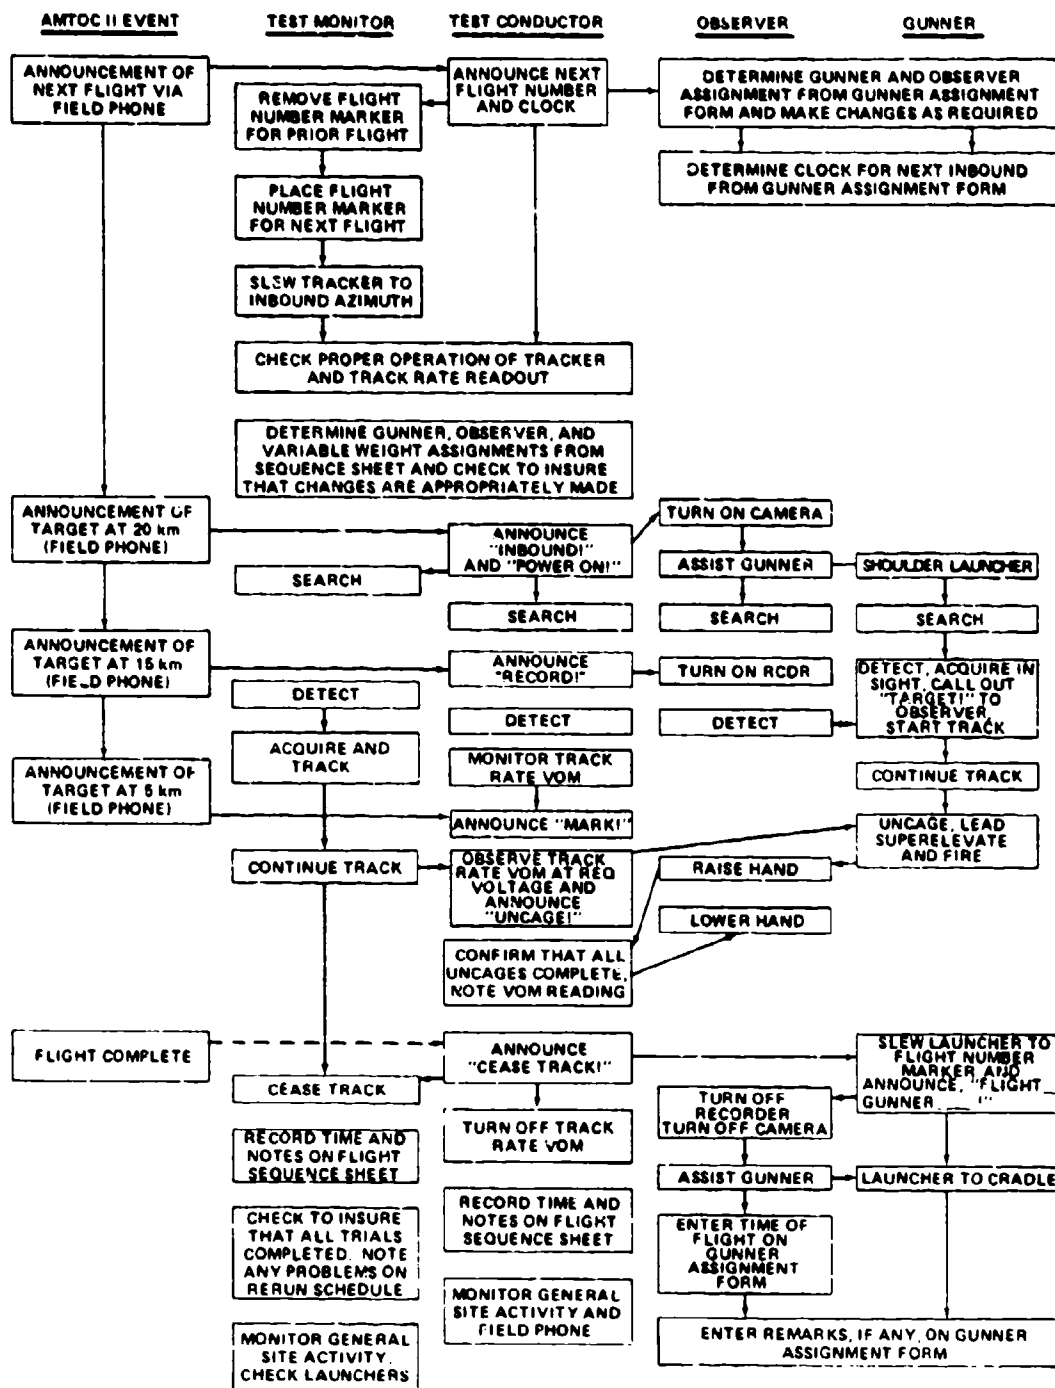 AMTOC II EVENT
TEST MONITOR
TEST CONDUCTOR
OBSERVER
GUNNER
ANNOUNCEMENT OF
NEXT FLIGHT VIA
FIELD PHONE
REMOVE FLIGHT
NUMBER MARKER
FOR PRIOR FLIGHT
ANNOUNCE NEXT
FLIGHT NUMBER
AND CLOCK
DETERMINE GUNNER AND OBSERVER
ASSIGNMENT FROM GUNNER ASSIGNMENT
FORM AND MAKE CHANGES AS REQUIRED
DETERMINE CLOCK FOR NEXT INBOUND
FROM GUNNER ASSIGNMENT FORM
PLACE FLIGHT
NUMBER MARKER
FOR NEXT FLIGHT
SLEW TRACKER TO
INBOUND AZIMUTH
CHECK PROPER OPERATION OF TRACKER
AND TRACK RATE READOUT
DETERMINE GUNNER, OBSERVER, AND
VARIABLE WEIGHT ASSIGNMENTS FROM
SEQUENCE SHEET AND CHECK TO INSURE
THAT CHANGES ARE APPROPRIATELY MADE
ANNOUNCEMENT OF
TARGET AT 20 km
(FIELD PHONE)
ANNOUNCE
"INBOUND!"
AND "POWER ON!"
TURN ON CAMERA
SEARCH
ASSIST GUNNER
SHOULDER LAUNCHER
SEARCH
SEARCH
SEARCH
ANNOUNCEMENT OF
TARGET AT 15 km
(FIELD PHONE)
ANNOUNCE
"RECORD!"
TURN ON RCDR
DETECT, ACQUIRE IN
SIGHT, CALL OUT
"TARGET!" TO
OBSERVER
START TRACK
DETECT
DETECT
DETECT
ACQUIRE AND
TRACK
MONITOR TRACK
RATE VOM
CONTINUE TRACK
ANNOUNCEMENT OF
TARGET AT 5 km
(FIELD PHONE)
ANNOUNCE "MARK!"
UNCAGE, LEAD
SUPERELEVATE
AND FIRE
CONTINUE TRACK
OBSERVE TRACK
RATE VOM AT REQ
VOLTAGE AND
ANNOUNCE
"UNCAGE!"
RAISE HAND
LOWER HAND
CONFIRM THAT ALL
UNCAGES COMPLETE,
NOTE VOM READING
FLIGHT COMPLETE
ANNOUNCE
"CEASE TRACK!"
SLEW LAUNCHER TO
FLIGHT NUMBER
MARKER AND
ANNOUNCE, "FLIGHT
GUNNER ___!"
CEASE TRACK
TURN OFF
RECORDER
TURN OFF CAMERA
TURN OFF TRACK
RATE VOM
RECORD TIME AND
NOTES ON FLIGHT
SEQUENCE SHEET
ASSIST GUNNER
LAUNCHER TO CRADLE
RECORD TIME AND
NOTES ON FLIGHT
SEQUENCE SHEET
ENTER TIME OF
FLIGHT ON
GUNNER
ASSIGNMENT
FORM
CHECK TO INSURE
THAT ALL TRIALS
COMPLETED. NOTE
ANY PROBLEMS ON
RERUN SCHEDULE
MONITOR GENERAL
SITE ACTIVITY AND
FIELD PHONE
ENTER REMARKS, IF ANY, ON GUNNER
ASSIGNMENT FORM
MONITOR GENERAL
SITE ACTIVITY,
CHECK LAUNCHERS